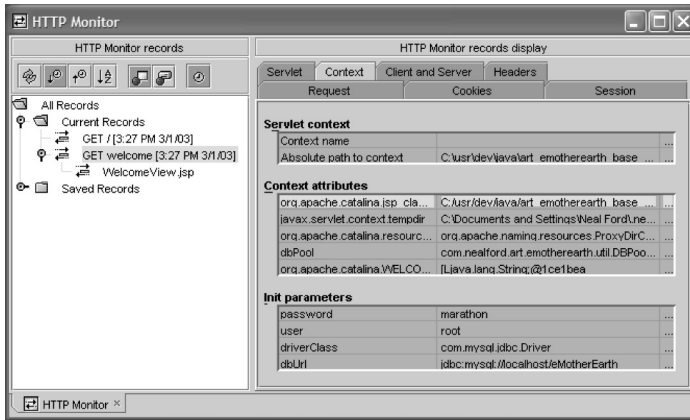 HTTP Monitor
HTTP Monitor records
HTTP Monitor records display
All Records
Current Records
GET / [3:27 PM 3/1/03]
GET welcome [3:27 PM 3/1/03]
WelcomeView.jsp
Saved Records
Servlet Context Client and Server Headers
Request Cookies Session
Servlet context
Context name ...
Absolute path to context C:\usr\dev\java\art_emotherearth_base_... ...
Context attributes
org.apache.catalina.jsp_cla... C:/usr/dev/java/art_emotherearth_base_... ...
javax.servlet.context.tempdir C:\Documents and Settings\Neal Ford\.ne... ...
org.apache.catalina.resourc... org.apache.naming.resources.ProxyDirC... ...
dbPool com.nealford.art.emotherearth.util.DBPoo... ...
org.apache.catalina.WELCO... [Ljava.lang.String;@1ce1bea ...
Init parameters
password marathon ...
user root ...
driverClass com.mysql.jdbc.Driver ...
dbUrl jdbc:mysql://localhost/eMotherEarth ...
HTTP Monitor ×